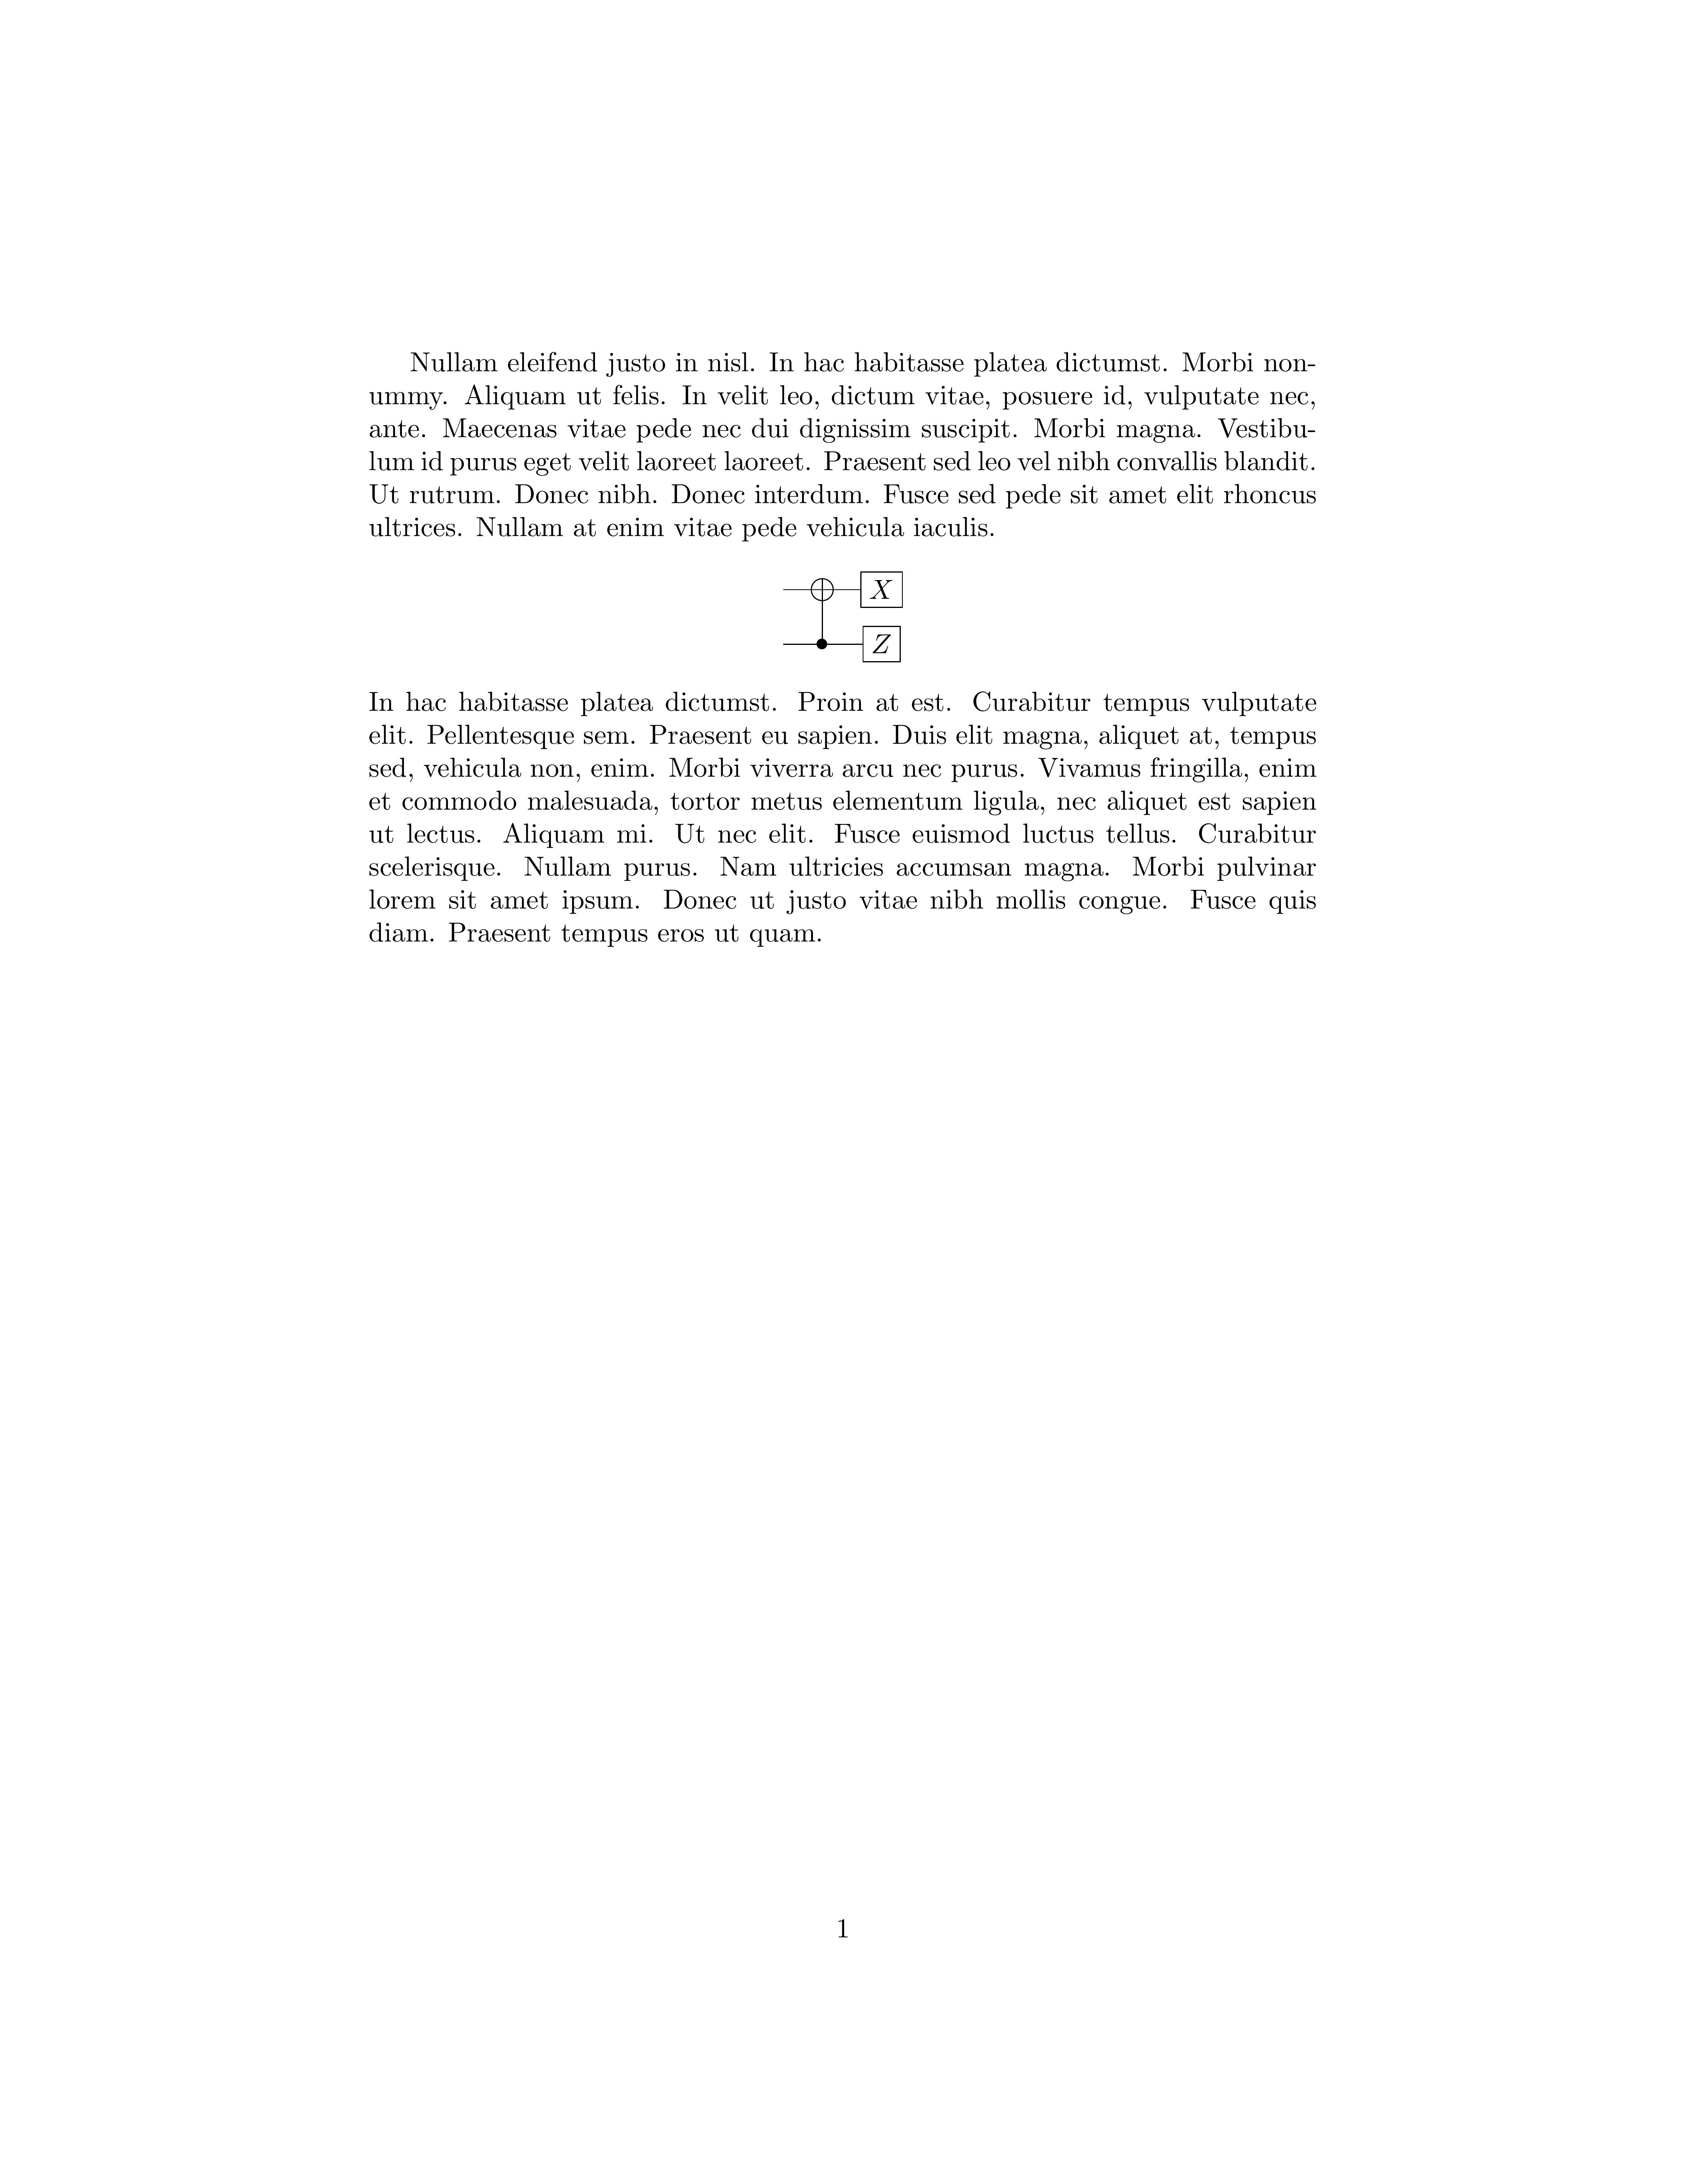 Nullam eleifend justo in nisl. In hac habitasse platea dictumst. Morbi non-
ummy. Aliquam ut felis. In velit leo, dictum vitae, posuere id, vulputate nec,
ante. Maecenas vitae pede nec dui dignissim suscipit. Morbi magna. Vestibu-
lum id purus eget velit laoreet laoreet. Praesent sed leo vel nibh convallis blandit.
Ut rutrum. Donec nibh. Donec interdum. Fusce sed pede sit amet elit rhoncus
ultrices. Nullam at enim vitae pede vehicula iaculis.
X
Z
In hac habitasse platea dictumst. Proin at est. Curabitur tempus vulputate
elit. Pellentesque sem. Praesent eu sapien. Duis elit magna, aliquet at, tempus
sed, vehicula non, enim. Morbi viverra arcu nec purus. Vivamus fringilla, enim
et commodo malesuada, tortor metus elementum ligula, nec aliquet est sapien
ut lectus. Aliquam mi. Ut nec elit. Fusce euismod luctus tellus. Curabitur
scelerisque. Nullam purus. Nam ultricies accumsan magna. Morbi pulvinar
lorem sit amet ipsum. Donec ut justo vitae nibh mollis congue. Fusce quis
diam. Praesent tempus eros ut quam.
1